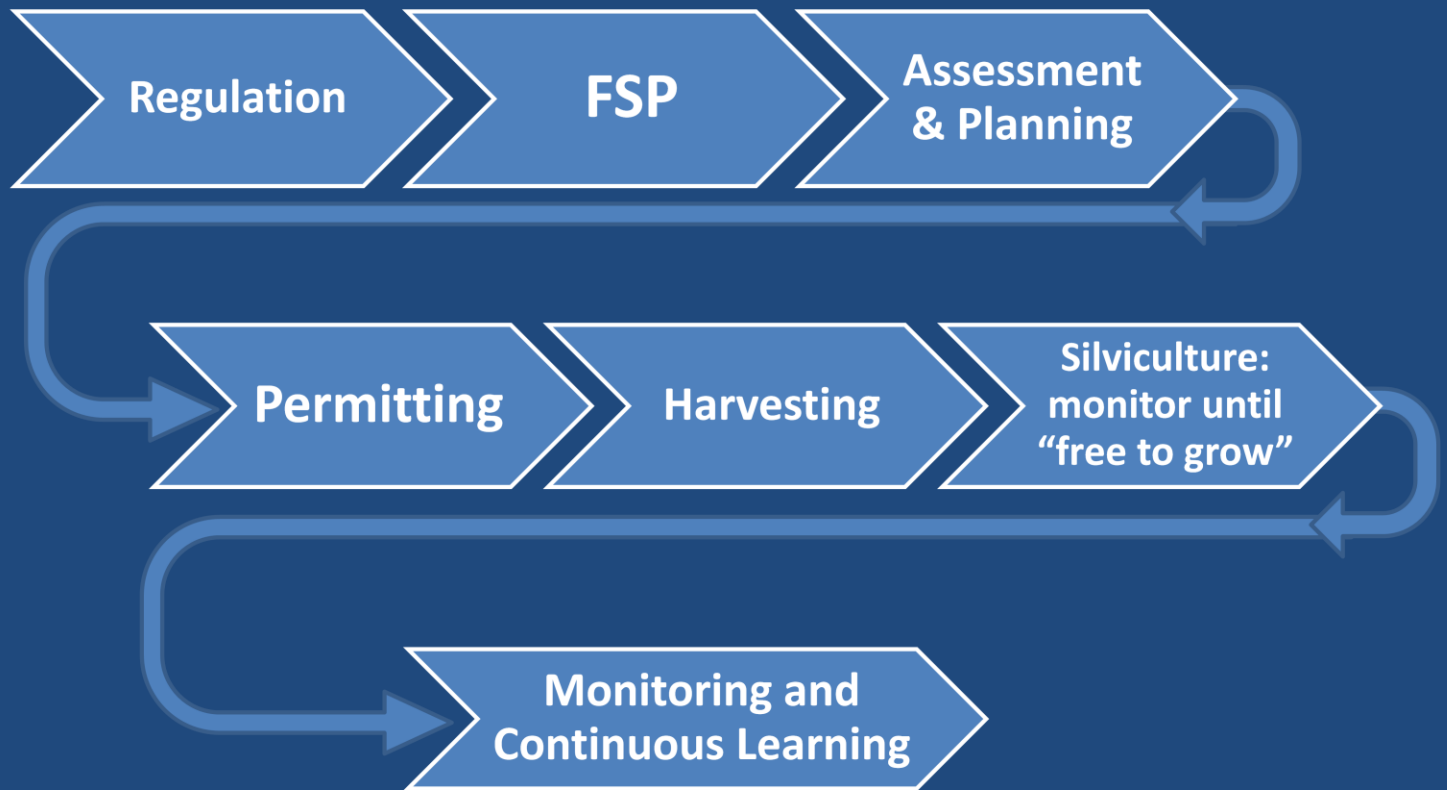 Regulation
FSP
Assessment
& Planning
Permitting
Harvesting
Silviculture:
monitor until
“free to grow”
Monitoring and
Continuous Learning